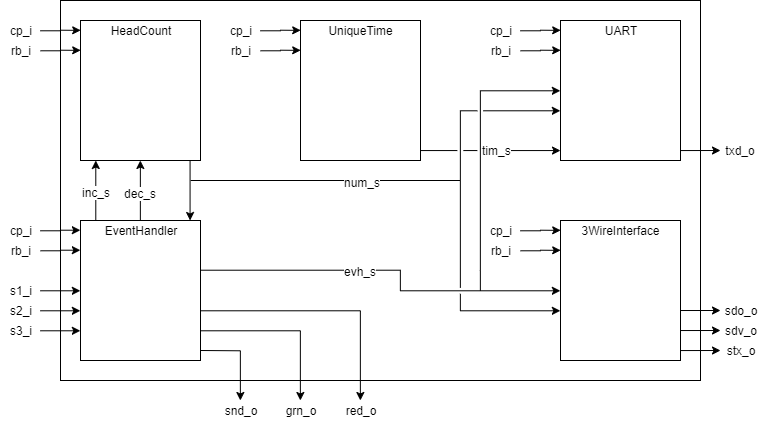 cp_i
HeadCount
cp_i
UniqueTime
cp_i
UART
rb_i
rb_i
rb_i
tim_s
txd_o
inc_s
dec_s
num_s
cp_i
EventHandler
cp_i
3WireInterface
rb_i
rb_i
evh_s
s1_i
s2_i
sdo_o
s3_i
sdv_o
stx_o
snd_o
grn_o
red_o